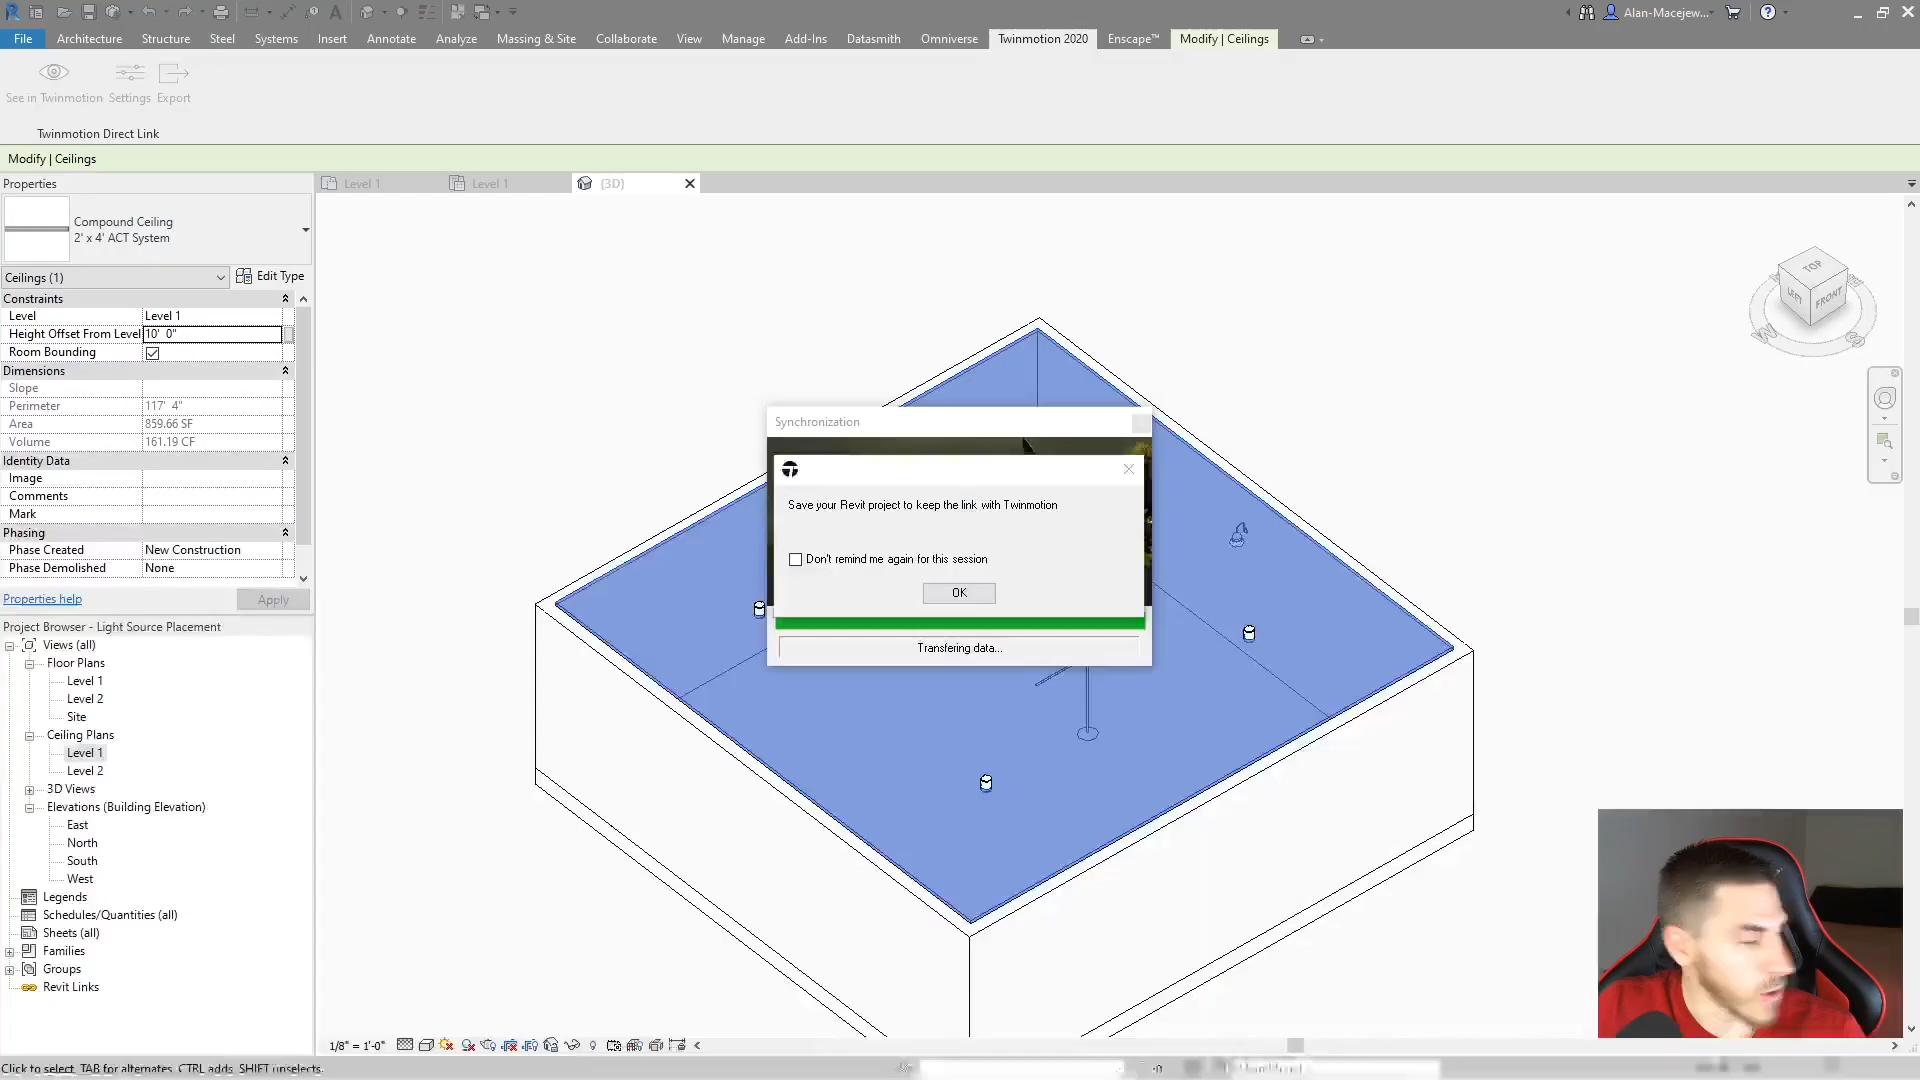 Alan-Macejew...
File Architecture Structure Steel Systems Insert Annotate Analyze Massing & Site Collaborate View Manage Add-Ins Datasmith Omniverse Twinmotion 2020 Enscape™ Modify | Ceilings
See in Twinmotion Settings Export
Twinmotion Direct Link
Modify | Ceilings
Properties
Level 1 Level 1 (3D)
Compound Ceiling
2' x 4' ACT System
Ceilings (1) Edit Type
Constraints
Level Level 1
Height Offset From Level 10' 0"
Room Bounding
Dimensions
Slope
Perimeter 117' 4"
Area 859.66 SF
Volume 161.19 CF
Identity Data
Image
Comments
Mark
Phasing
Phase Created New Construction
Phase Demolished None
Properties help Apply
Project Browser - Light Source Placement
Views (all)
Floor Plans
Level 1
Level 2
Site
Ceiling Plans
Level 1
Level 2
3D Views
Elevations (Building Elevation)
East
North
South
West
Legends
Schedules/Quantities (all)
Sheets (all)
Families
Groups
Revit Links
Synchronization
Save your Revit project to keep the link with Twinmotion
Don't remind me again for this session
OK
Transfering data...
TOP
LEFT FRONT
W S
1/8" = 1'-0"
Click to select, TAB for alternates, CTRL adds, SHIFT unselects.